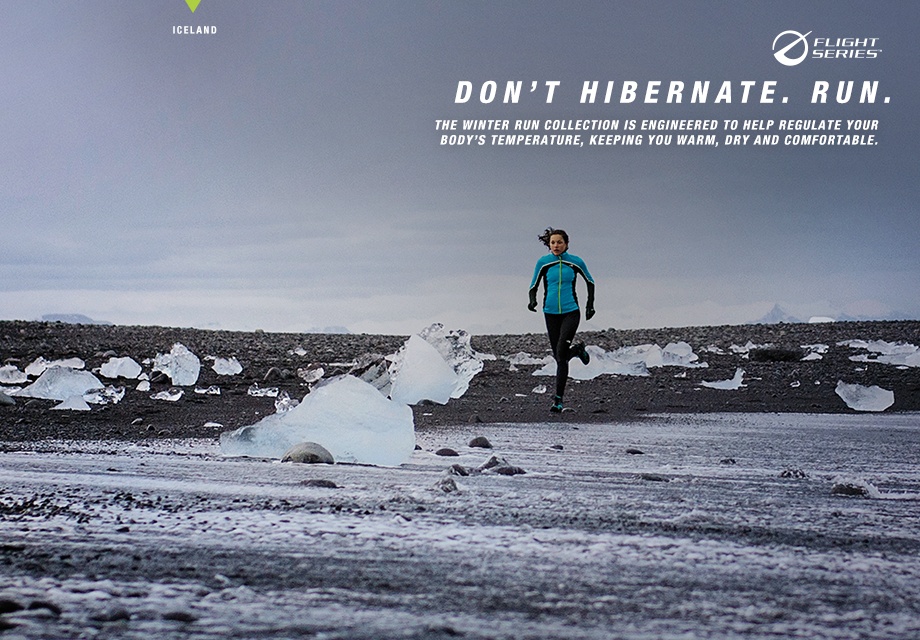 ICELAND
FLIGHT
SERIES™
DON'T HIBERNATE. RUN.
THE WINTER RUN COLLECTION IS ENGINEERED TO HELP REGULATE YOUR
BODY'S TEMPERATURE, KEEPING YOU WARM, DRY AND COMFORTABLE.